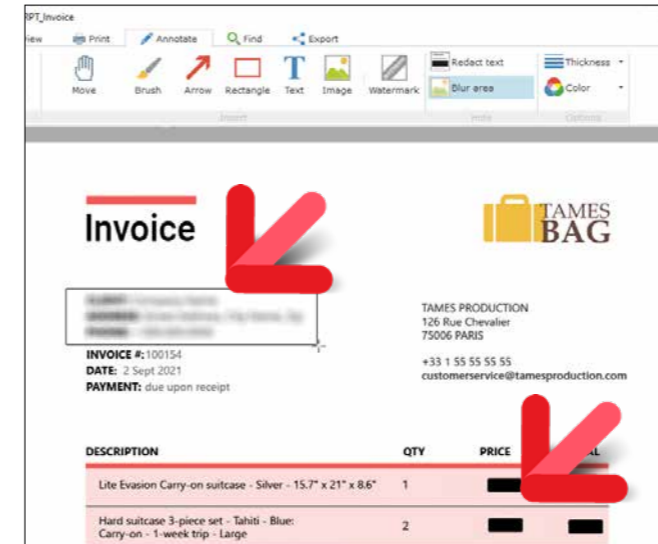 RPT_Invoice
View Print Annotate Find Export
Move Brush Arrow Rectangle Text Image Watermark Redact text Blur area Thickness Color
Insert Hide Options
Invoice
TAMES
BAG
TAMES PRODUCTION
126 Rue Chevalier
75006 PARIS
INVOICE #: 100154
DATE: 2 Sept 2021
PAYMENT: due upon receipt
+33 1 55 55 55 55
customerservice@tamesproduction.com
DESCRIPTION QTY PRICE
Lite Evasion Carry-on suitcase - Silver - 15.7" x 21" x 8.6" 1
Hard suitcase 3-piece set - Tahiti - Blue:
Carry-on - 1-week trip - Large 2